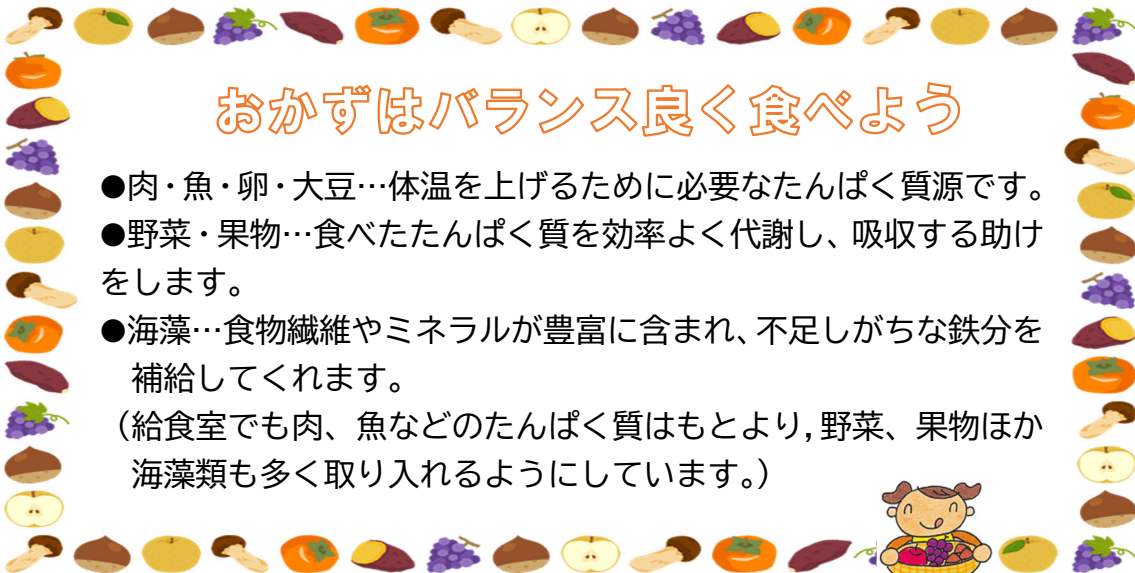 おかずはバランス良く食べよう
●肉・魚・卵・大豆…体温を上げるために必要なたんぱく質源です。
●野菜・果物…食べたたんぱく質を効率よく代謝し、吸収する助け
をします。
●海藻…食物繊維やミネラルが豊富に含まれ、不足しがちな鉄分を
補給してくれます。
（給食室でも肉、魚などのたんぱく質はもとより,野菜、果物ほか
海藻類も多く取り入れるようにしています。）